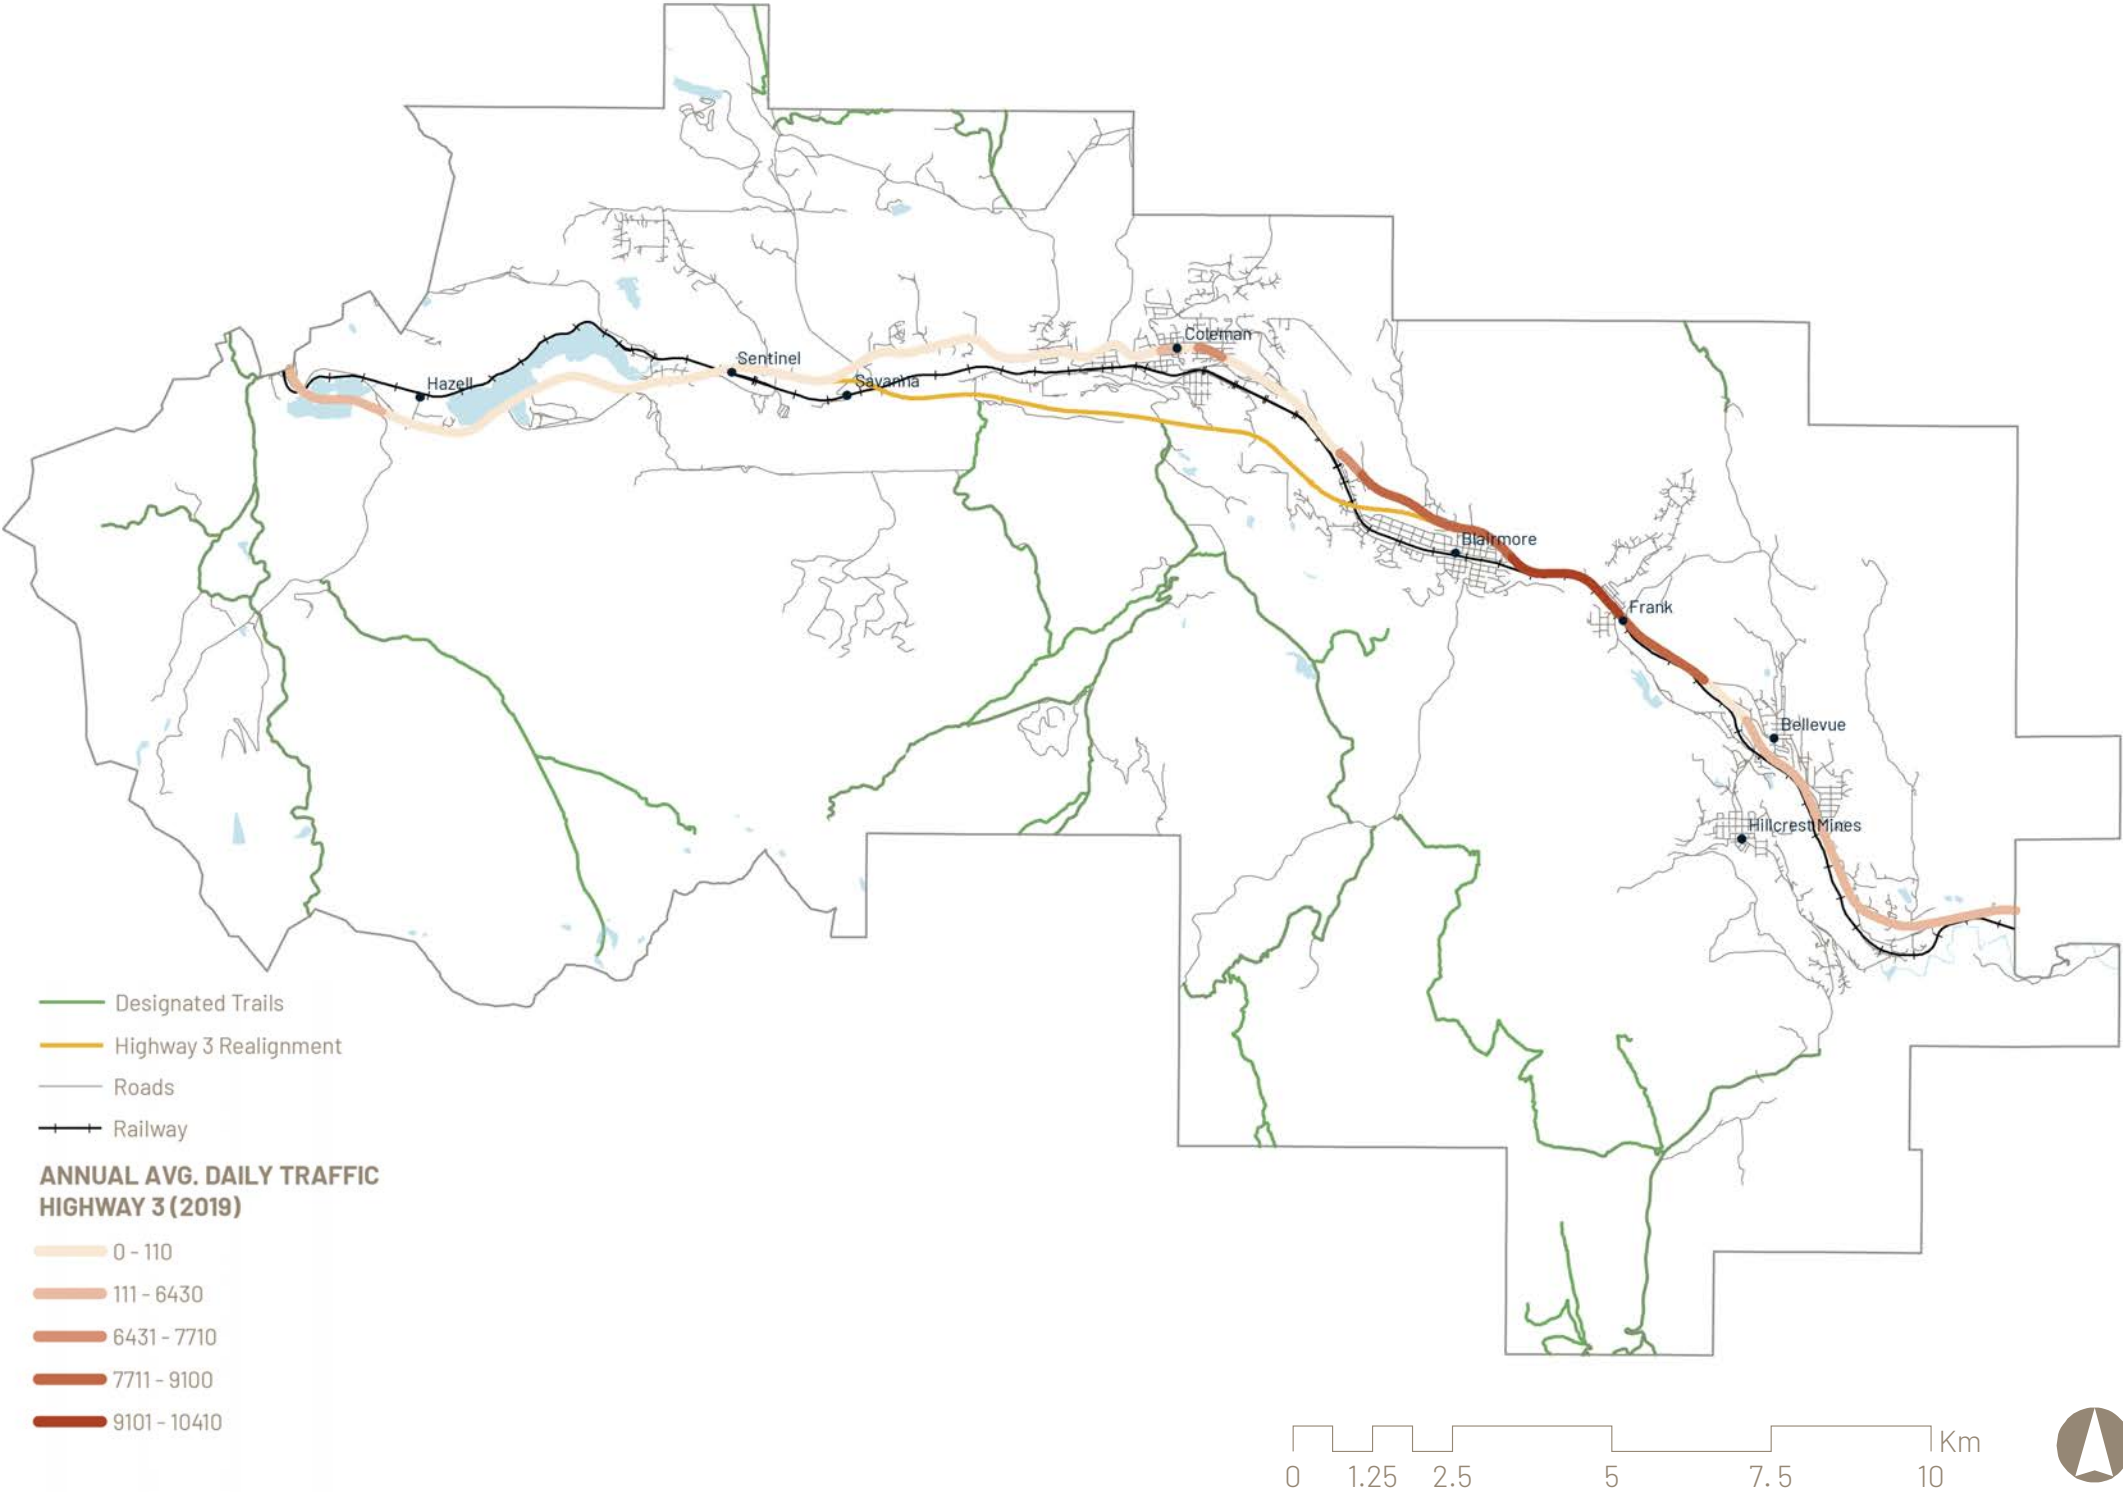 Coleman
Sentinel
Savanna
Hazell
Blairmore
Frank
Bellevue
Hillcrest Mines
Designated Trails
Highway 3 Realignment
Roads
Railway
ANNUAL AVG. DAILY TRAFFIC
HIGHWAY 3 (2019)
0 - 110
111 - 6430
6431 - 7710
7711 - 9100
9101 - 10410
Km
0 1.25 2.5 5 7.5 10